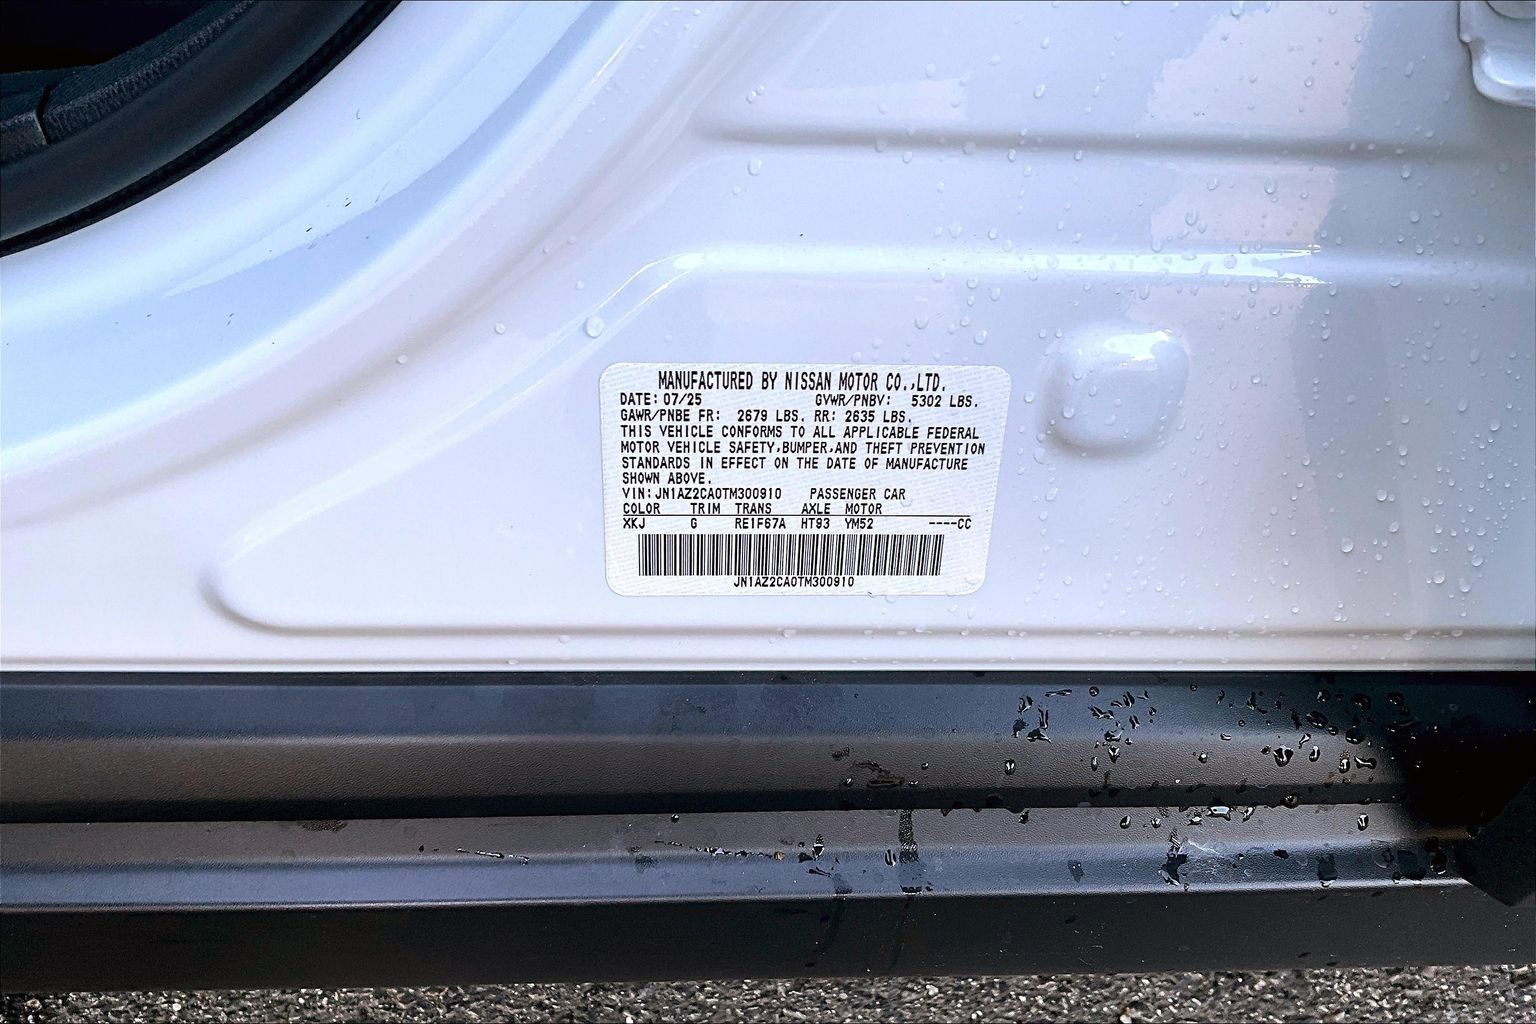 MANUFACTURED BY NISSAN MOTOR CO.,LTD.
DATE: 07/25 GVWR/PNBV: 5302 LBS.
GAWR/PNBE FR: 2679 LBS. RR: 2635 LBS.
THIS VEHICLE CONFORMS TO ALL APPLICABLE FEDERAL
MOTOR VEHICLE SAFETY,BUMPER,AND THEFT PREVENTION
STANDARDS IN EFFECT ON THE DATE OF MANUFACTURE
SHOWN ABOVE.
VIN: JN1AZ2CA0TM300910 PASSENGER CAR
COLOR TRIM TRANS AXLE MOTOR
XKJ G RE1F67A HT93 YM52 ----CC
JN1AZ2CA0TM300910